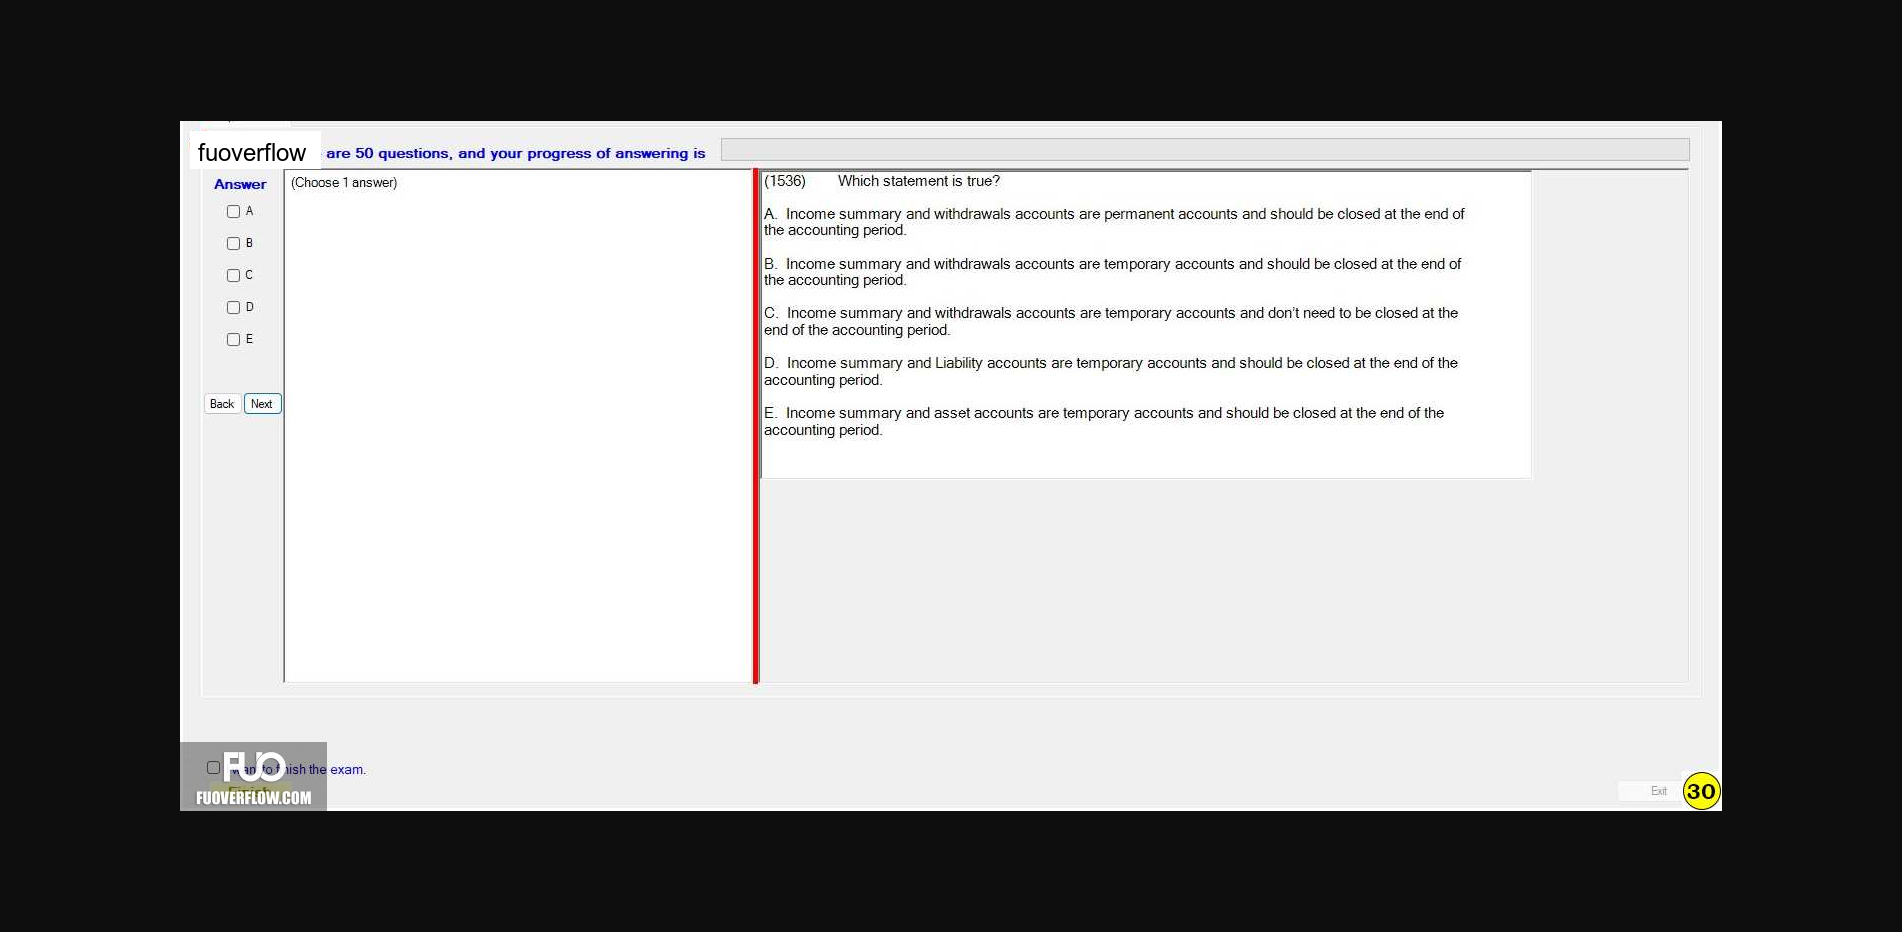 fuoverflow are 50 questions, and your progress of answering is
Answer
(Choose 1 answer)
A
B
C
D
E
Back Next
(1536) Which statement is true?
A. Income summary and withdrawals accounts are permanent accounts and should be closed at the end of
the accounting period.
B. Income summary and withdrawals accounts are temporary accounts and should be closed at the end of
the accounting period.
C. Income summary and withdrawals accounts are temporary accounts and don't need to be closed at the
end of the accounting period.
D. Income summary and Liability accounts are temporary accounts and should be closed at the end of the
accounting period.
E. Income summary and asset accounts are temporary accounts and should be closed at the end of the
accounting period.
FUO
the exam.
FUOVERFLOW.COM
Exit
30